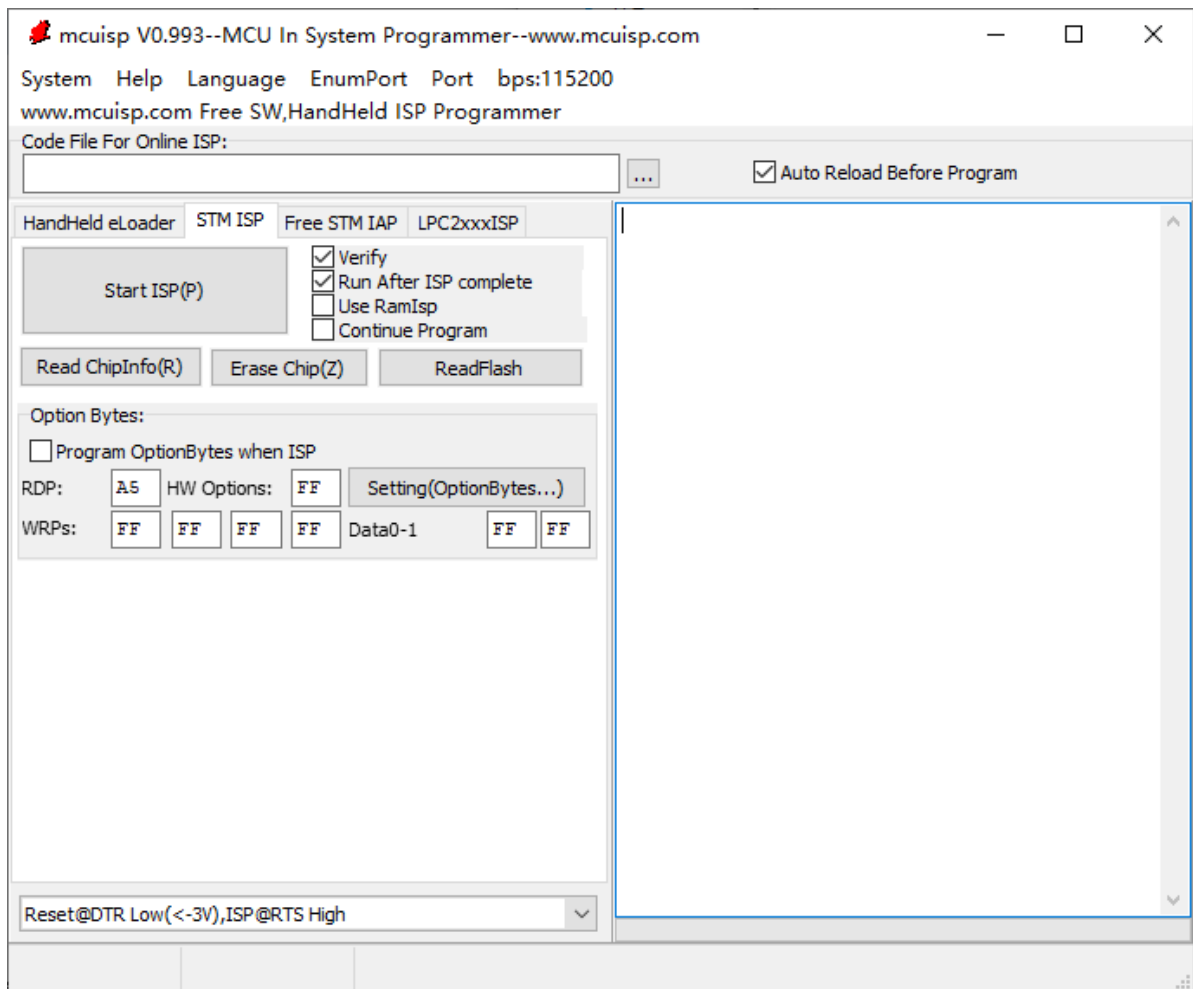 mcuisp V0.993--MCU In System Programmer--www.mcuisp.com
System Help Language EnumPort Port bps:115200
www.mcuisp.com Free SW,HandHeld ISP Programmer
Code File For Online ISP:
... Auto Reload Before Program
HandHeld eLoader STM ISP Free STM IAP LPC2xxxISP
Start ISP(P)
Verify
Run After ISP complete
Use RamIsp
Continue Program
Read ChipInfo(R) Erase Chip(Z) ReadFlash
Option Bytes:
Program OptionBytes when ISP
RDP: A5 HW Options: FF Setting(OptionBytes...)
WRPs: FF FF FF FF Data0-1 FF FF
Reset@DTR Low(<-3V),ISP@RTS High